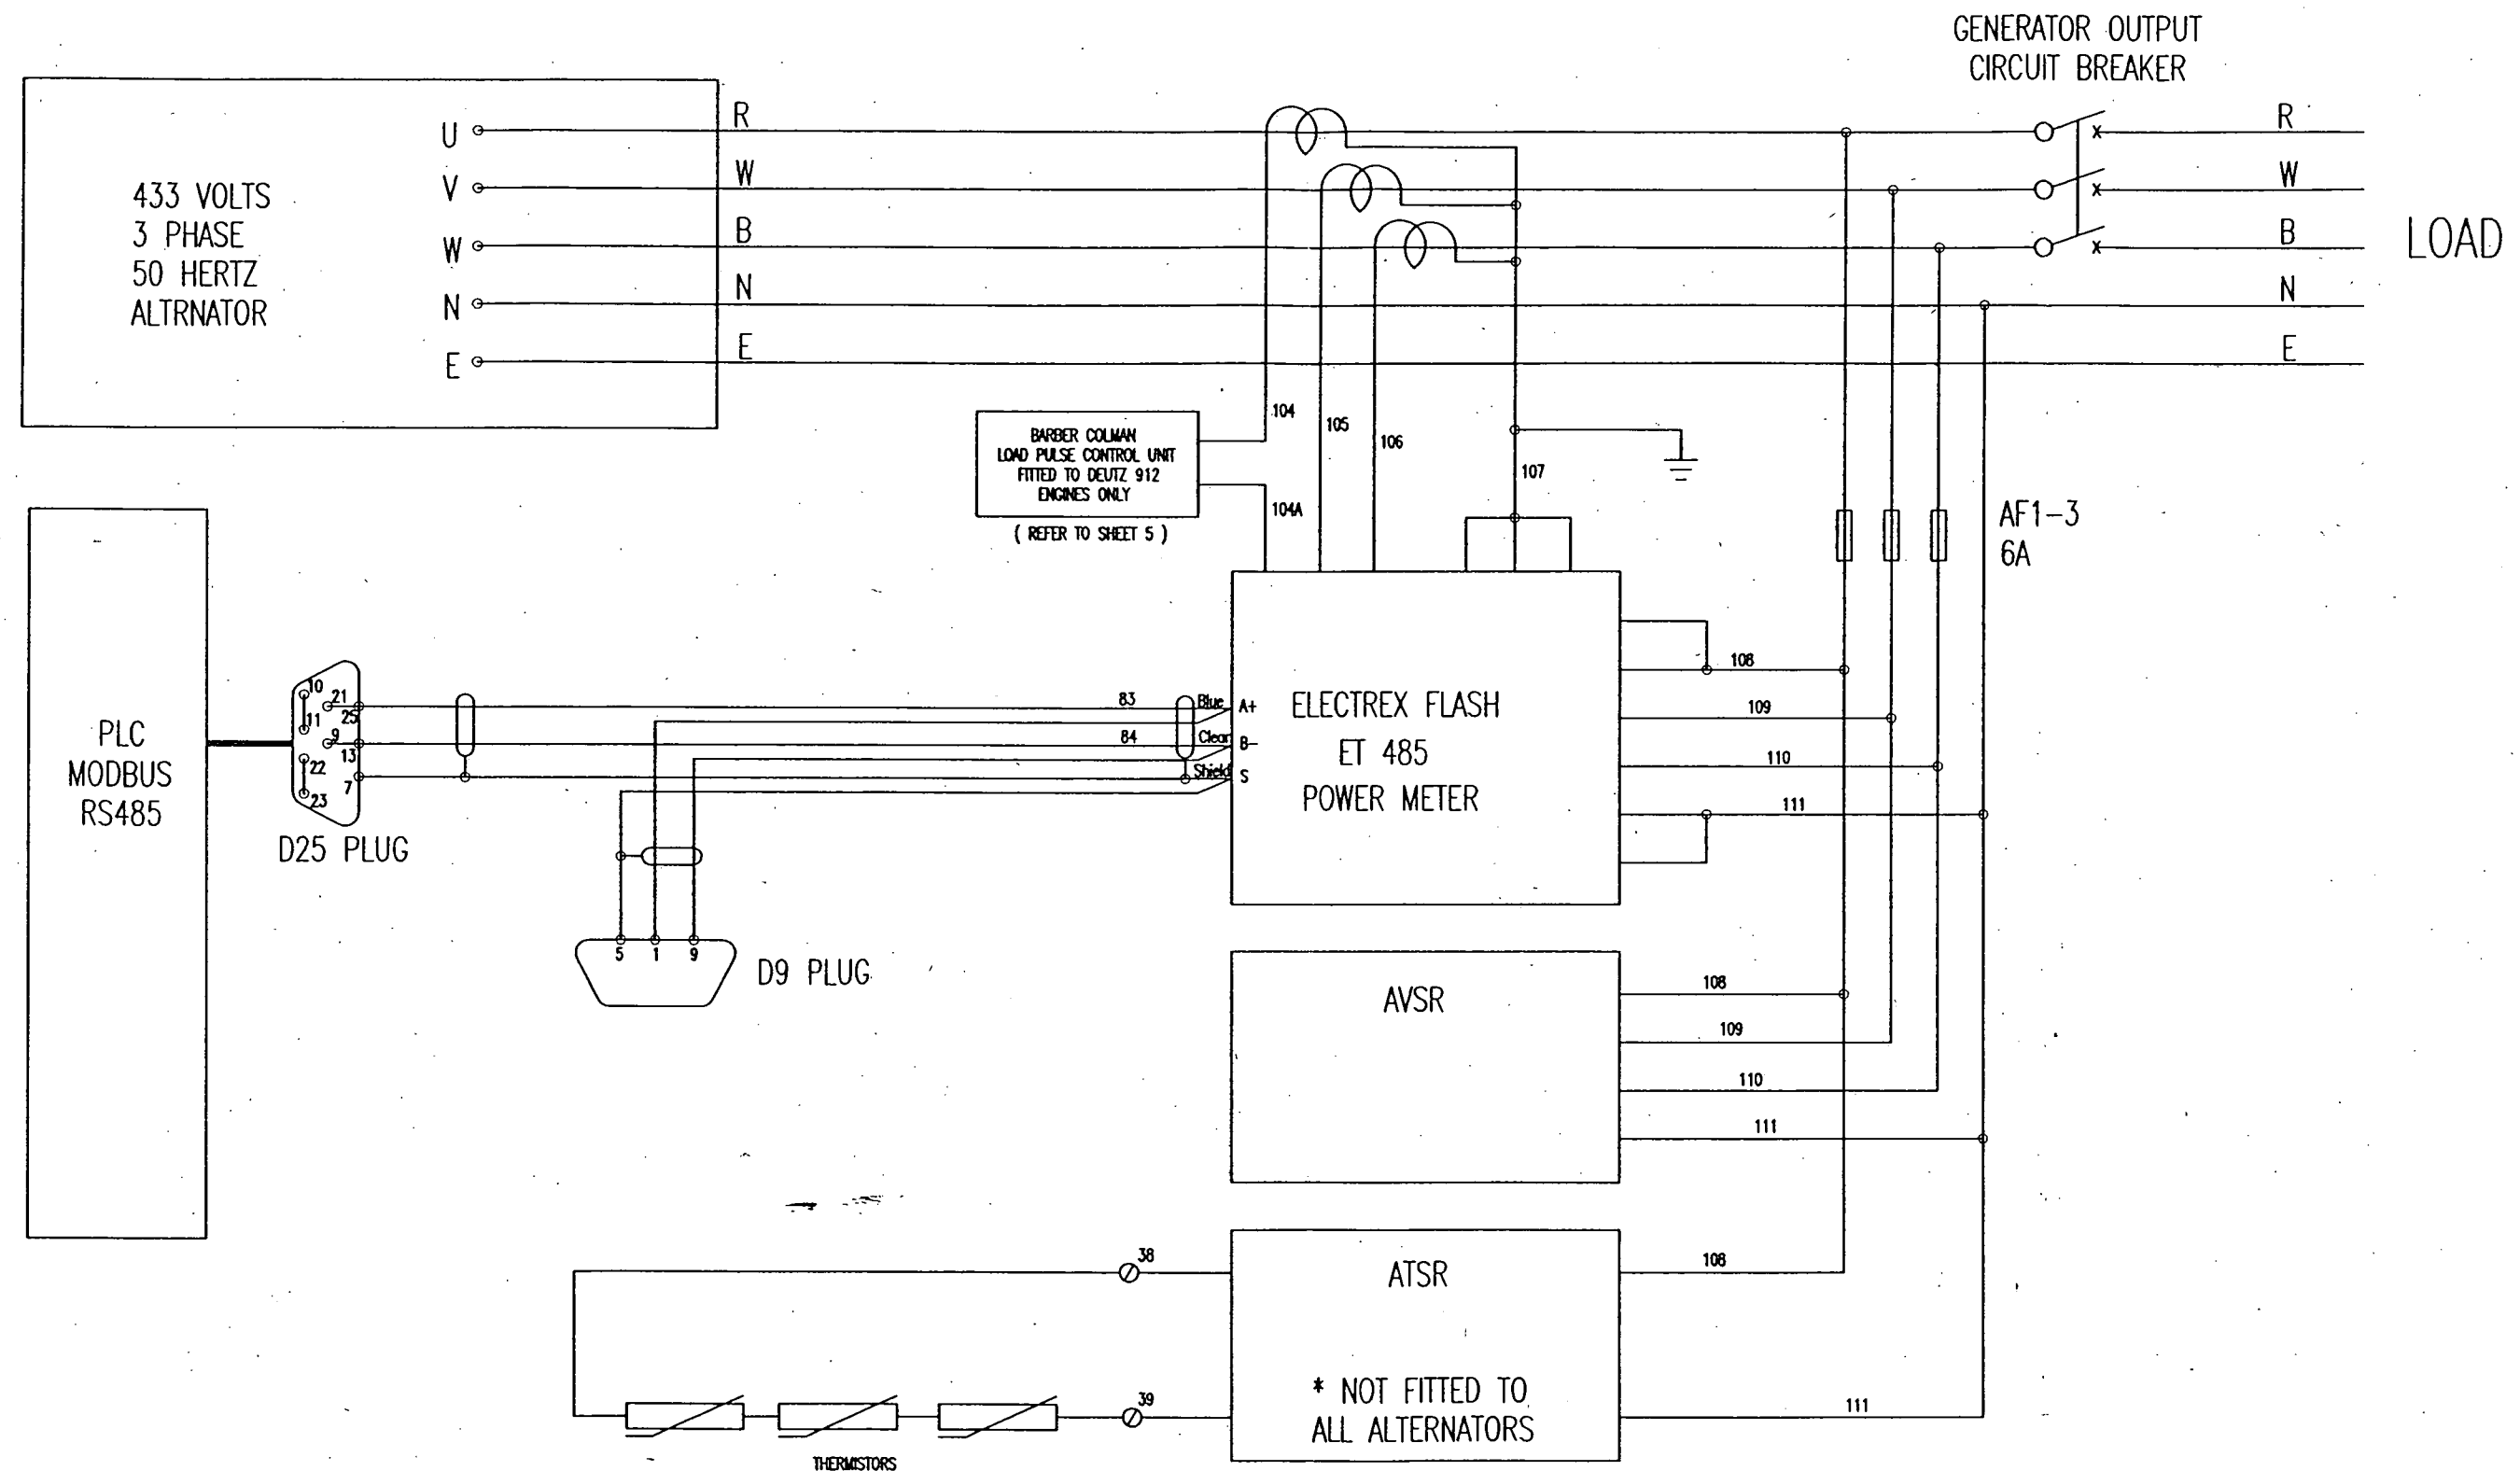 GENERATOR OUTPUT
CIRCUIT BREAKER
433 VOLTS
3 PHASE
50 HERTZ
ALTRNATOR
U
V
W
N
E
R
W
B
N
E
R
W
B
N
E
LOAD
104
105
106
107
104A
BARBER COLMAN
LOAD PULSE CONTROL UNIT
FITTED TO DEUTZ 912
ENGINES ONLY
( REFER TO SHEET 5 )
AF1-3
6A
PLC
MODBUS
RS485
10
11
21
25
9
13
22
23
7
D25 PLUG
83
84
Blue
Clear
Shield
A+
B-
S
ELECTREX FLASH
ET 485
POWER METER
108
109
110
111
5
1
9
D9 PLUG
AVSR
108
109
110
111
38
39
THERMISTORS
ATSR
* NOT FITTED TO
ALL ALTERNATORS
108
111